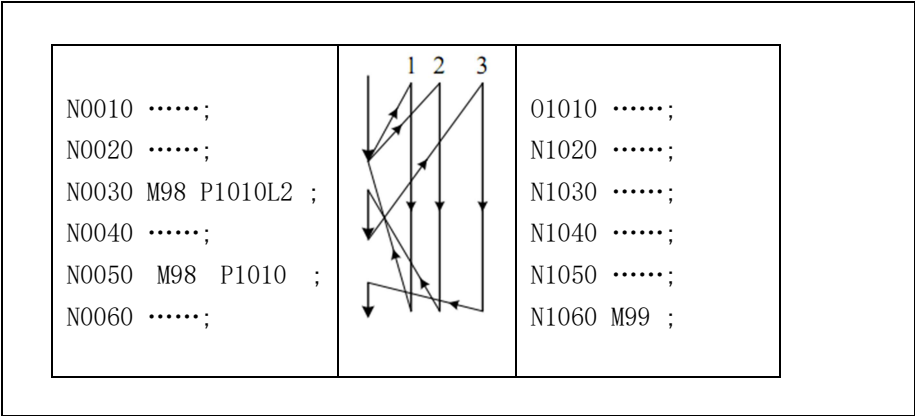 N0010 ……;
N0020 ……;
N0030 M98 P1010L2 ;
N0040 ……;
N0050 M98 P1010 ;
N0060 ……;
1 2 3
O1010 ……;
N1020 ……;
N1030 ……;
N1040 ……;
N1050 ……;
N1060 M99 ;